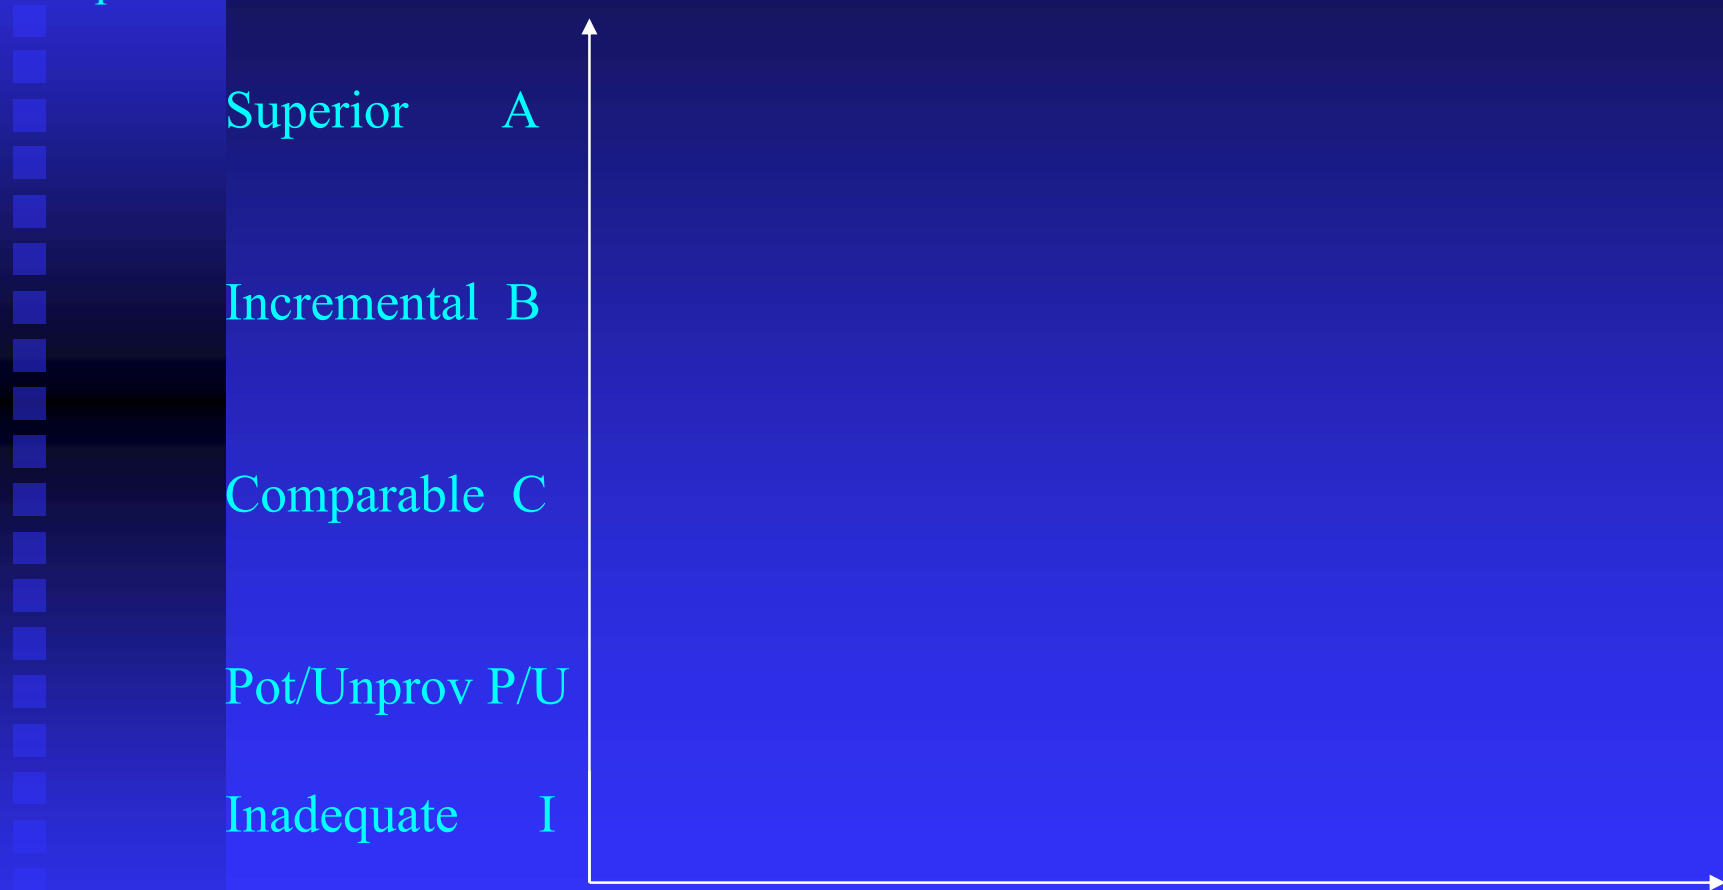 Superior A
Incremental B
Comparable C
Pot/Unprov P/U
Inadequate I